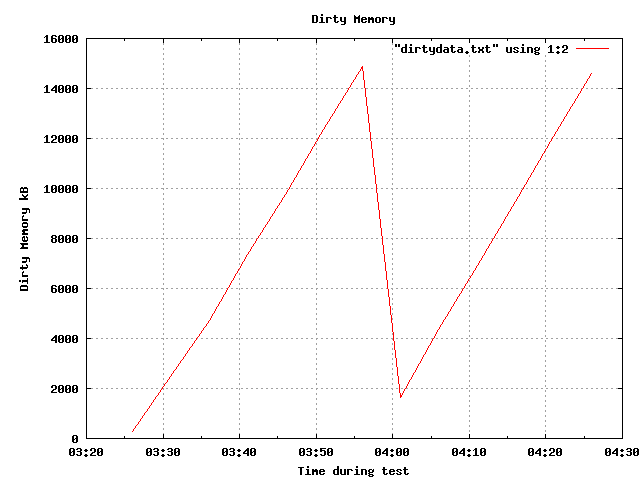 Dirty Memory
"dirtydata.txt" using 1:2
16000
14000
12000
10000
8000
6000
4000
2000
0
Dirty Memory kB
03:20 03:30 03:40 03:50 04:00 04:10 04:20 04:30
Time during test